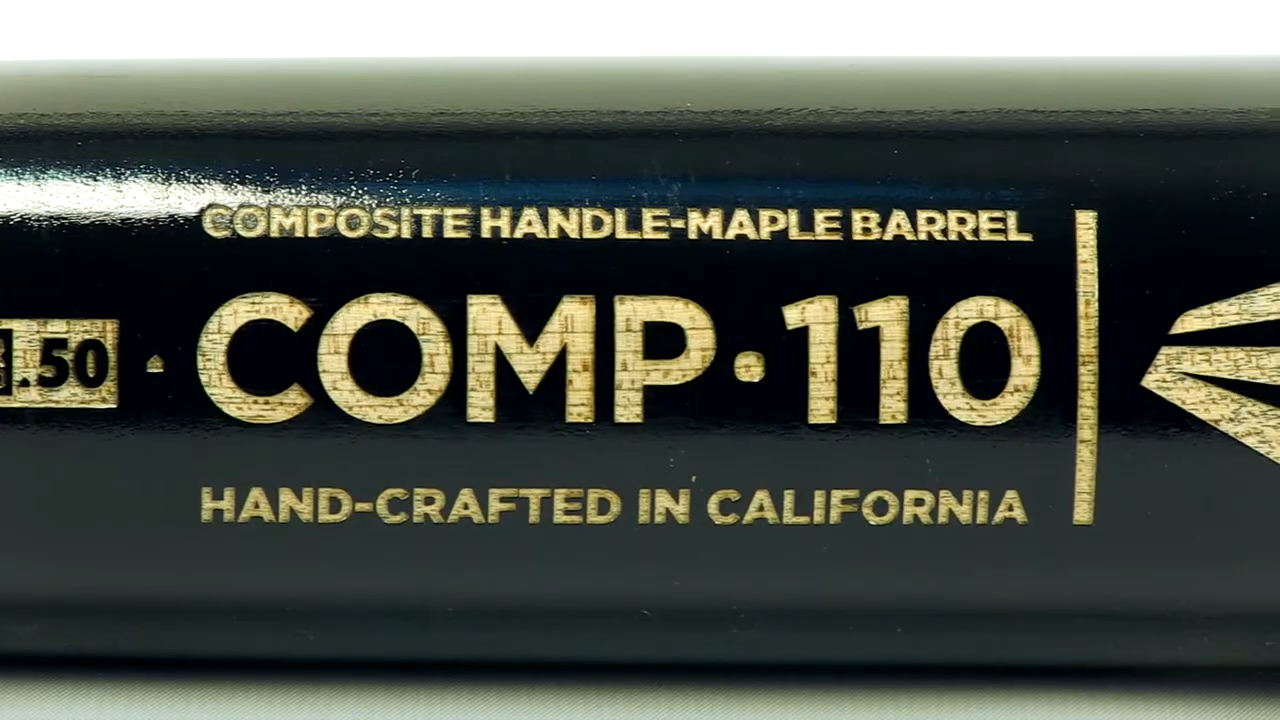 COMPOSITE HANDLE-MAPLE BARREL
.50 · COMP·110
HAND-CRAFTED IN CALIFORNIA